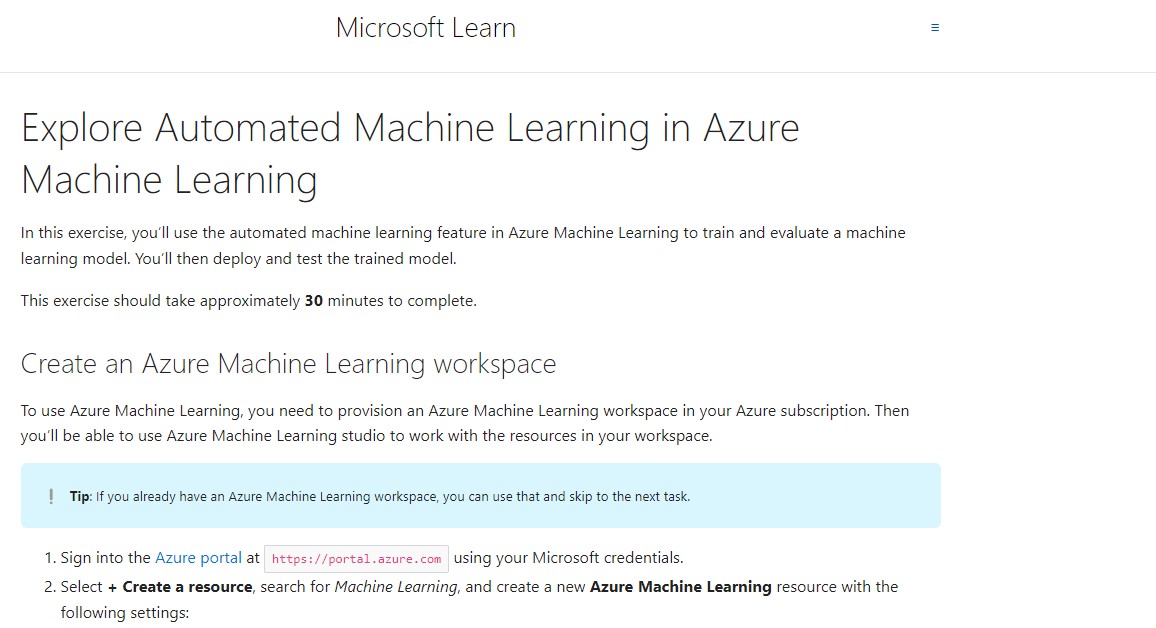 Microsoft Learn
Explore Automated Machine Learning in Azure
Machine Learning
In this exercise, you’ll use the automated machine learning feature in Azure Machine Learning to train and evaluate a machine
learning model. You’ll then deploy and test the trained model.
This exercise should take approximately 30 minutes to complete.
Create an Azure Machine Learning workspace
To use Azure Machine Learning, you need to provision an Azure Machine Learning workspace in your Azure subscription. Then
you’ll be able to use Azure Machine Learning studio to work with the resources in your workspace.
❕ Tip: If you already have an Azure Machine Learning workspace, you can use that and skip to the next task.
1. Sign into the Azure portal at https://portal.azure.com using your Microsoft credentials.
2. Select + Create a resource, search for Machine Learning, and create a new Azure Machine Learning resource with the
following settings: